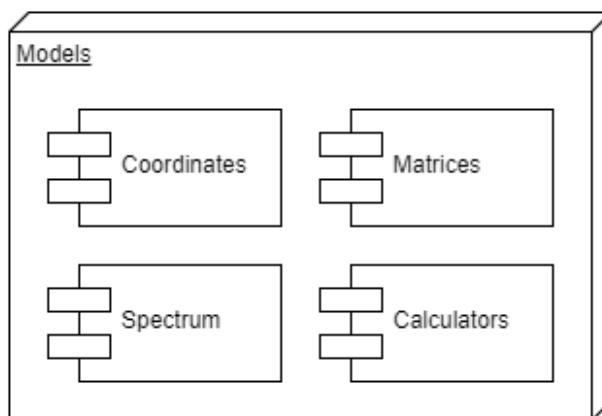 Models
Coordinates
Matrices
Spectrum
Calculators